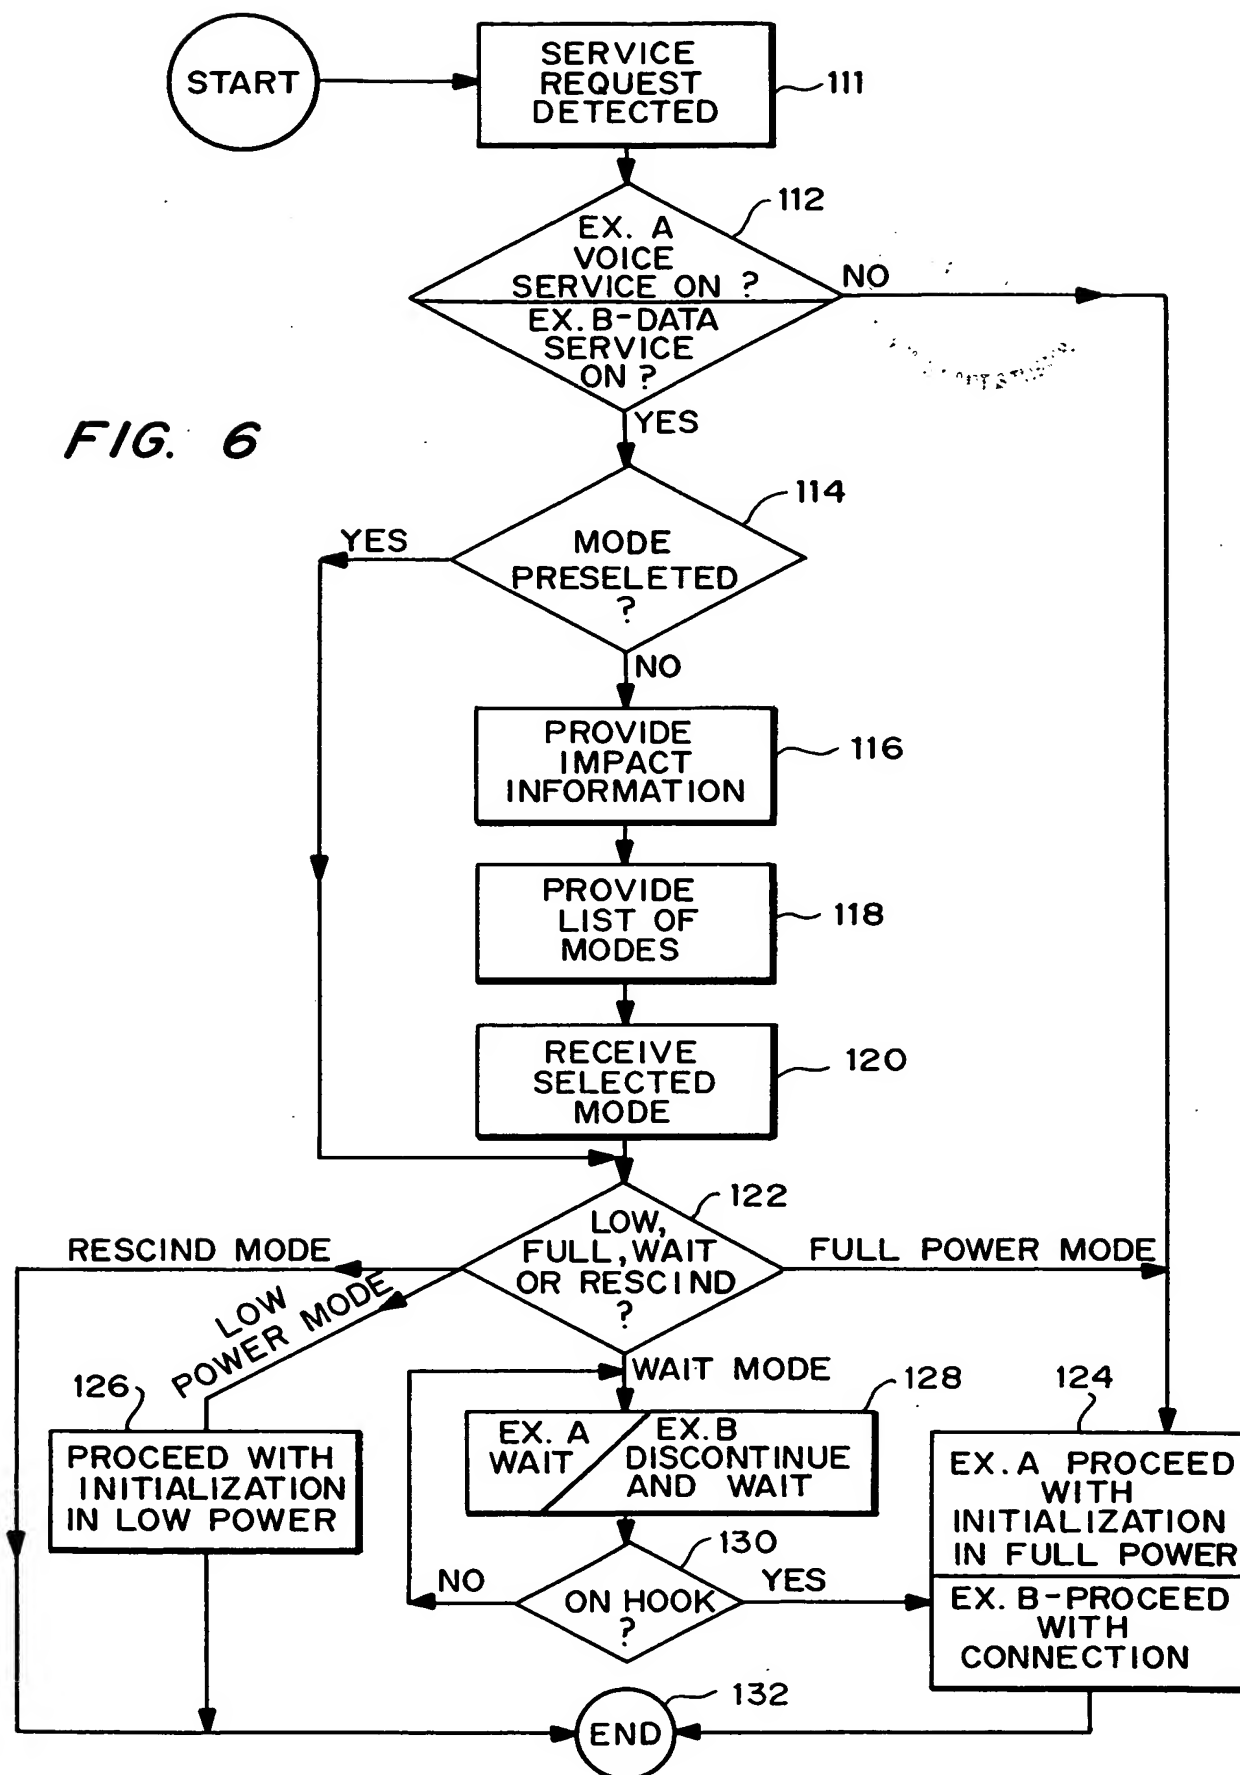 START
SERVICE
REQUEST
DETECTED
111
112
EX. A
VOICE
SERVICE ON ?
EX. B-DATA
SERVICE
ON ?
NO
YES
FIG. 6
114
MODE
PRESELETED
?
YES
NO
PROVIDE
IMPACT
INFORMATION
116
PROVIDE
LIST OF
MODES
118
RECEIVE
SELECTED
MODE
120
122
LOW,
FULL, WAIT
OR RESCIND
?
RESCIND MODE
FULL POWER MODE
LOW
POWER MODE
WAIT MODE
126
PROCEED WITH
INITIALIZATION
IN LOW POWER
128
EX. A
WAIT
EX. B
DISCONTINUE
AND WAIT
124
EX. A PROCEED
WITH
INITIALIZATION
IN FULL POWER
EX. B-PROCEED
WITH
CONNECTION
130
ON HOOK
?
NO
YES
132
END